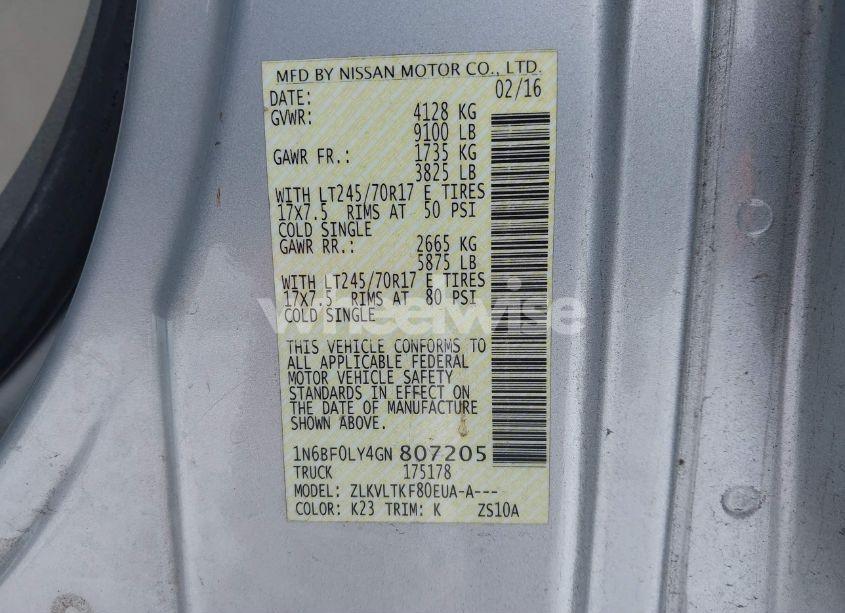 MFD BY NISSAN MOTOR CO., LTD.
DATE: 02/16
GVWR: 4128 KG
9100 LB
GAWR FR.: 1735 KG
3825 LB
WITH LT245/70R17 E TIRES
17x7.5 RIMS AT 50 PSI
COLD SINGLE
GAWR RR.: 2665 KG
5875 LB
WITH LT245/70R17 E TIRES
17x7.5 RIMS AT 80 PSI
COLD SINGLE
wheelwise
THIS VEHICLE CONFORMS TO
ALL APPLICABLE FEDERAL
MOTOR VEHICLE SAFETY
STANDARDS IN EFFECT ON
THE DATE OF MANUFACTURE
SHOWN ABOVE.
1N6BF0LY4GN 807205
TRUCK 175178
MODEL: ZLKVLTKF80EUA-A---
COLOR: K23 TRIM: K ZS10A